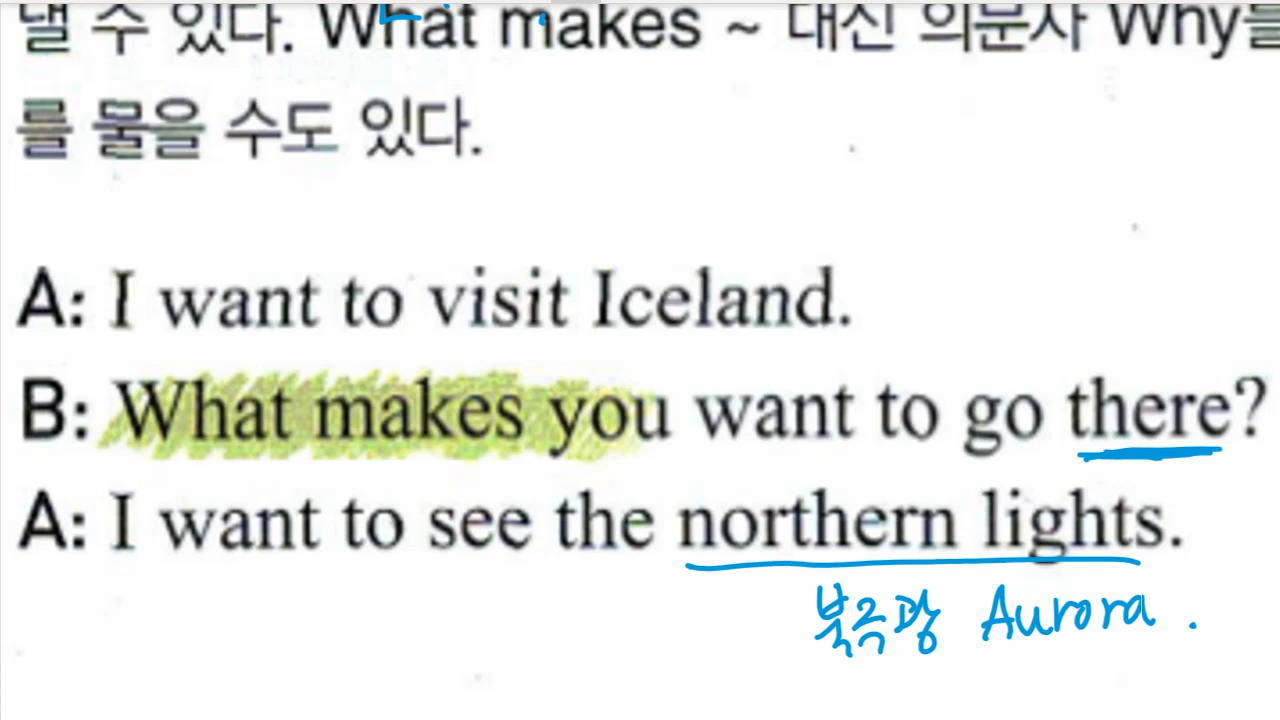 낼 수 있다. What makes ~ 대신 의문사 Why를
를 물을 수도 있다.
A: I want to visit Iceland.
B: What makes you want to go there?
A: I want to see the northern lights.
북극광 Aurora.